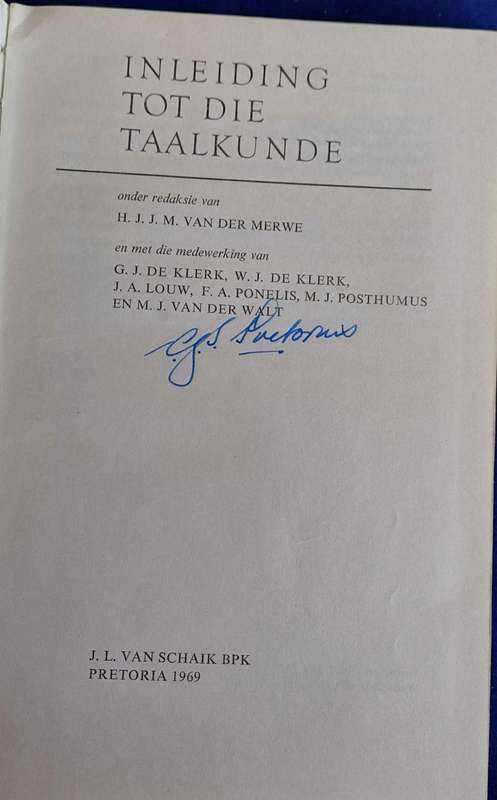 INLEIDING
TOT DIE
TAALKUNDE
onder redaksie van
H. J. J. M. VAN DER MERWE
en met die medewerking van
G. J. DE KLERK, W. J. DE KLERK,
J. A. LOUW, F. A. PONELIS, M. J. POSTHUMUS
EN M. J. VAN DER WALT
J. L. VAN SCHAIK BPK
PRETORIA 1969